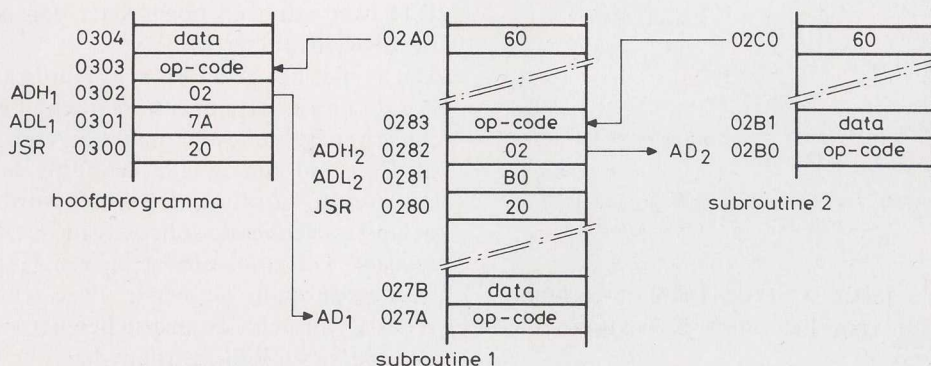 0304 data
0303 op-code
ADH1 0302 02
ADL1 0301 7A
JSR 0300 20
hoofdprogramma
02A0 60
0283 op-code
ADH2 0282 02
ADL2 0281 B0
JSR 0280 20
027B data
AD1 027A op-code
subroutine 1
02C0 60
02B1 data
AD2 02B0 op-code
subroutine 2